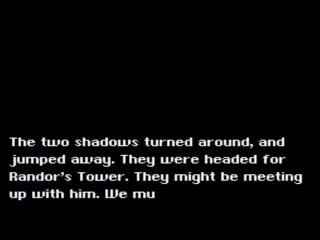 The two shadows turned around, and
jumped away. They were headed for
Randor's Tower. They might be meeting
up with him. We mu